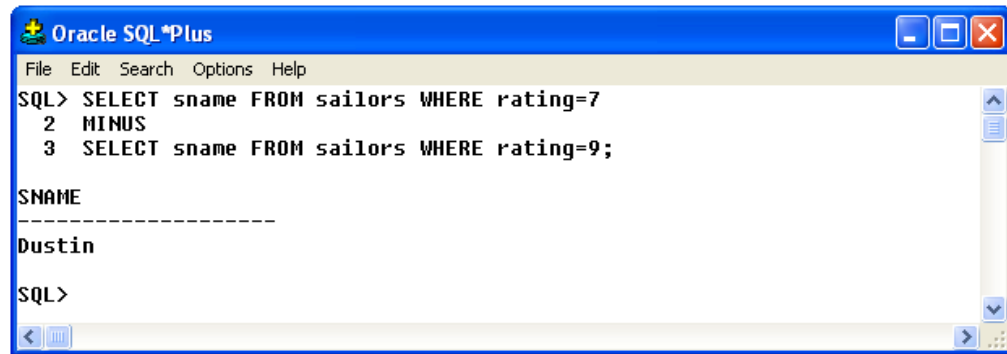 Oracle SQL*Plus
File Edit Search Options Help
SQL> SELECT sname FROM sailors WHERE rating=7
2 MINUS
3 SELECT sname FROM sailors WHERE rating=9;
SNAME
--------------------
Dustin
SQL>